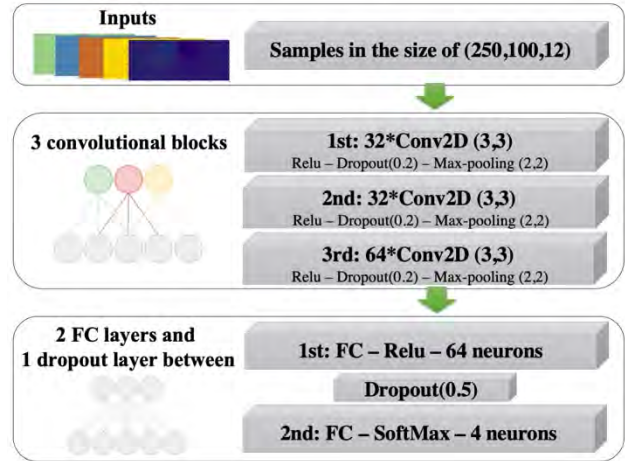 Inputs
Samples in the size of (250,100,12)
3 convolutional blocks
1st: 32*Conv2D (3,3)
Relu – Dropout(0.2) – Max-pooling (2,2)
2nd: 32*Conv2D (3,3)
Relu – Dropout(0.2) – Max-pooling (2,2)
3rd: 64*Conv2D (3,3)
Relu – Dropout(0.2) – Max-pooling (2,2)
2 FC layers and
1 dropout layer between
1st: FC – Relu – 64 neurons
Dropout(0.5)
2nd: FC – SoftMax – 4 neurons